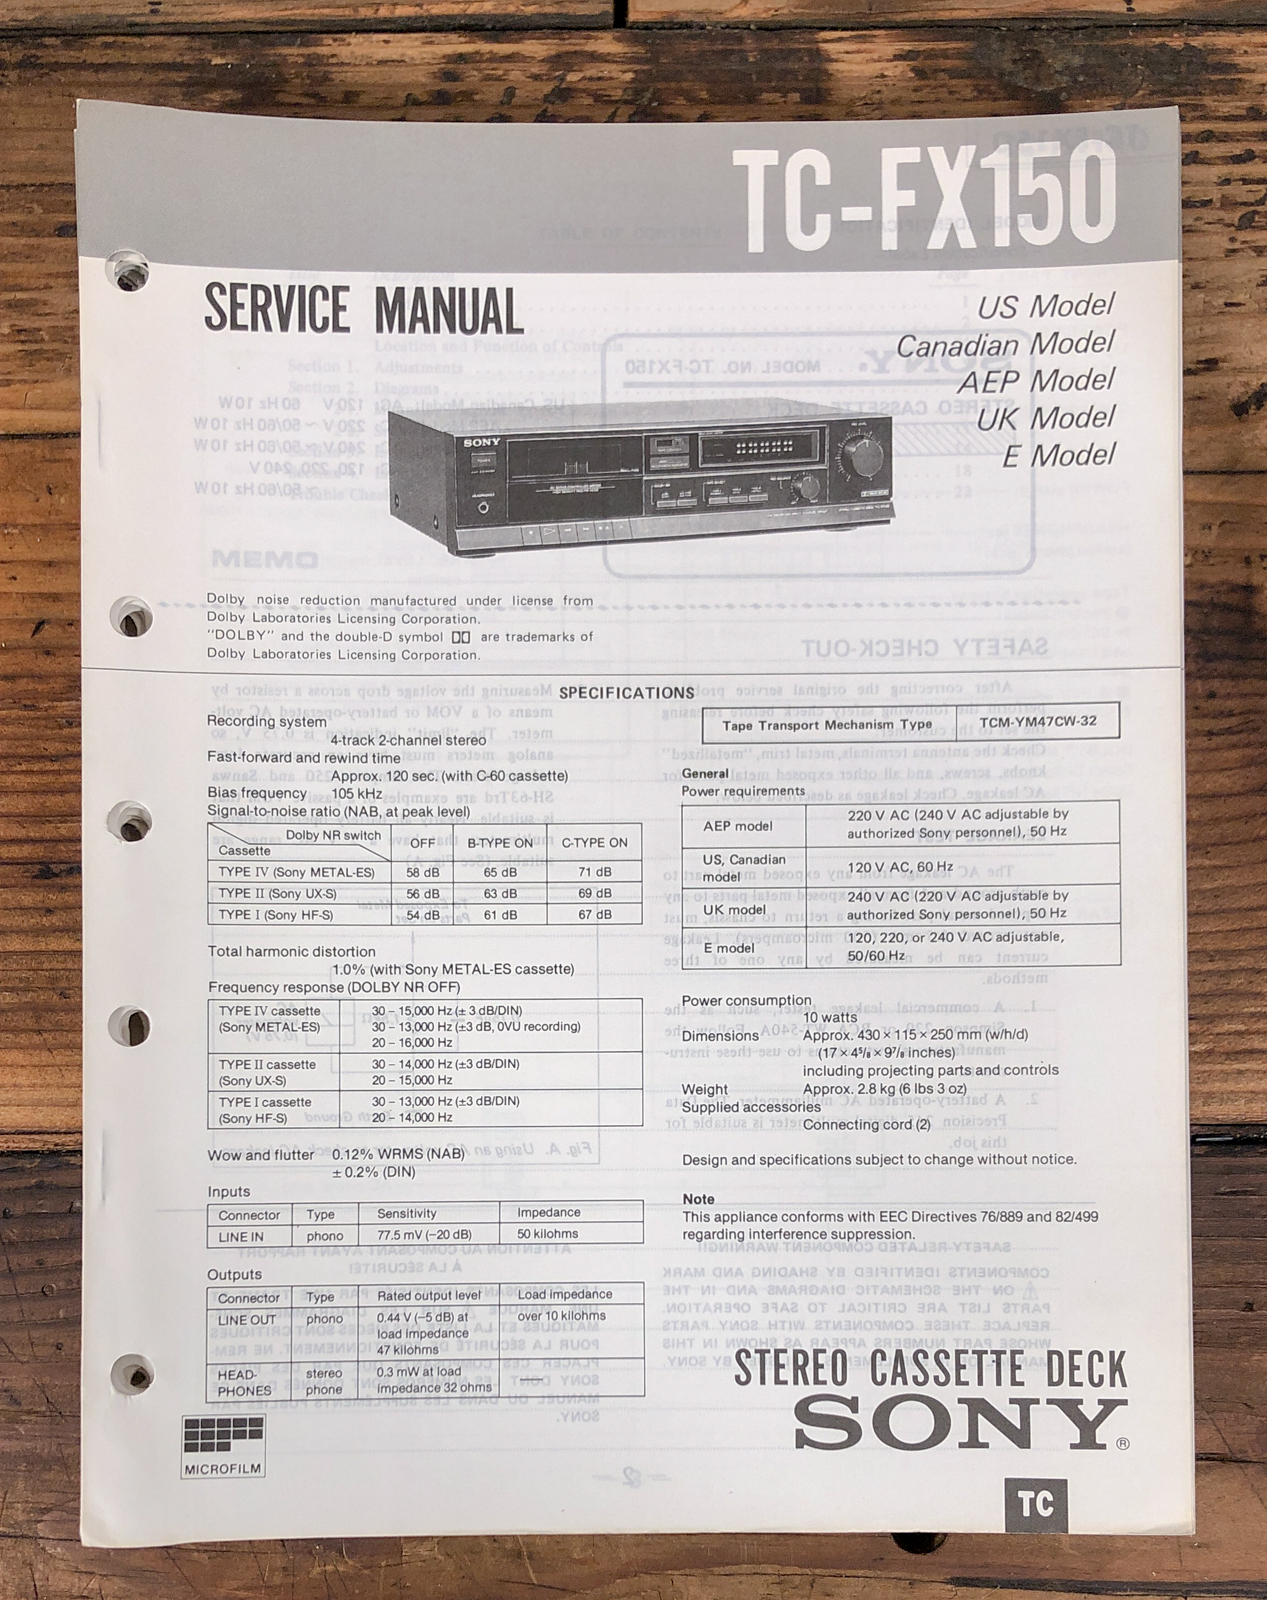 TC-FX150
SERVICE MANUAL
US Model
Canadian Model
AEP Model
UK Model
E Model
SONY
Dolby noise reduction manufactured under license from
Dolby Laboratories Licensing Corporation.
"DOLBY" and the double-D symbol are trademarks of
Dolby Laboratories Licensing Corporation.
SPECIFICATIONS
Recording system
4-track 2-channel stereo
Fast-forward and rewind time
Approx. 120 sec. (with C-60 cassette)
Bias frequency 105 kHz
Signal-to-noise ratio (NAB, at peak level)
Dolby NR switch
Cassette
OFF B-TYPE ON C-TYPE ON
TYPE IV (Sony METAL-ES) 58 dB 65 dB 71 dB
TYPE II (Sony UX-S) 56 dB 63 dB 69 dB
TYPE I (Sony HF-S) 54 dB 61 dB 67 dB
Total harmonic distortion
1.0% (with Sony METAL-ES cassette)
Frequency response (DOLBY NR OFF)
TYPE IV cassette 30 – 15,000 Hz (± 3 dB/DIN)
(Sony METAL-ES) 30 – 13,000 Hz (±3 dB, 0VU recording)
20 – 16,000 Hz
TYPE II cassette 30 – 14,000 Hz (±3 dB/DIN)
(Sony UX-S) 20 – 15,000 Hz
TYPE I cassette 30 – 13,000 Hz (±3 dB/DIN)
(Sony HF-S) 20 – 14,000 Hz
Wow and flutter 0.12% WRMS (NAB)
± 0.2% (DIN)
Inputs
Connector Type Sensitivity Impedance
LINE IN phono 77.5 mV (–20 dB) 50 kilohms
Outputs
Connector Type Rated output level Load impedance
LINE OUT phono 0.44 V (–5 dB) at over 10 kilohms
load impedance
47 kilohms
HEAD- stereo 0.3 mW at load —
PHONES phone impedance 32 ohms
MICROFILM
Tape Transport Mechanism Type TCM-YM47CW-32
General
Power requirements
AEP model 220 V AC (240 V AC adjustable by
authorized Sony personnel), 50 Hz
US, Canadian
model 120 V AC, 60 Hz
UK model 240 V AC (220 V AC adjustable by
authorized Sony personnel), 50 Hz
E model 120, 220, or 240 V AC adjustable,
50/60 Hz
Power consumption
10 watts
Dimensions Approx. 430 × 115 × 250 mm (w/h/d)
(17 × 4⁵/₈ × 9⁷/₈ inches)
including projecting parts and controls
Weight Approx. 2.8 kg (6 lbs 3 oz)
Supplied accessories
Connecting cord (2)
Design and specifications subject to change without notice.
Note
This appliance conforms with EEC Directives 76/889 and 82/499
regarding interference suppression.
STEREO CASSETTE DECK
SONY®
TC